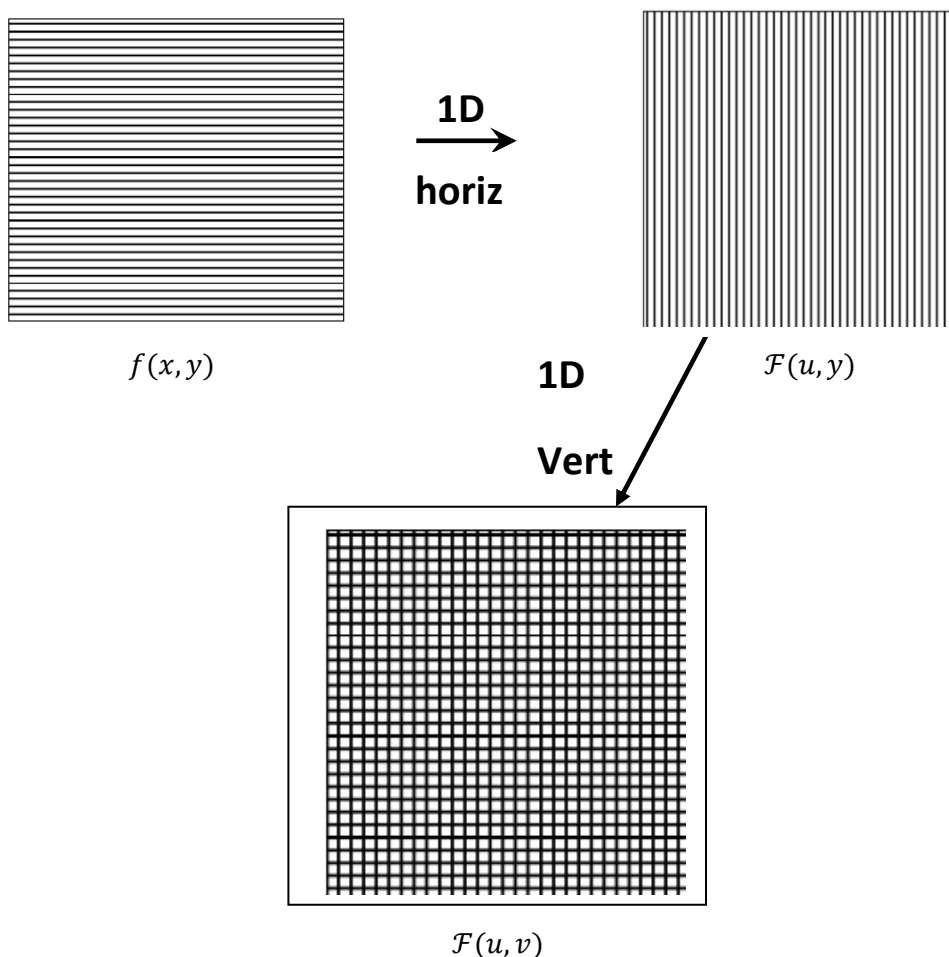 1D
horiz
𝑓(𝑥, 𝑦)
ℱ(𝑢, 𝑦)
1D
Vert
ℱ(𝑢, 𝑣)